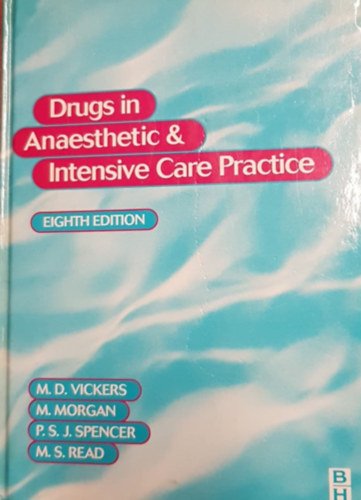 Drugs in
Anaesthetic &
Intensive Care Practice
EIGHTH EDITION
M. D. VICKERS
M. MORGAN
P. S. J. SPENCER
M. S. READ
B
H